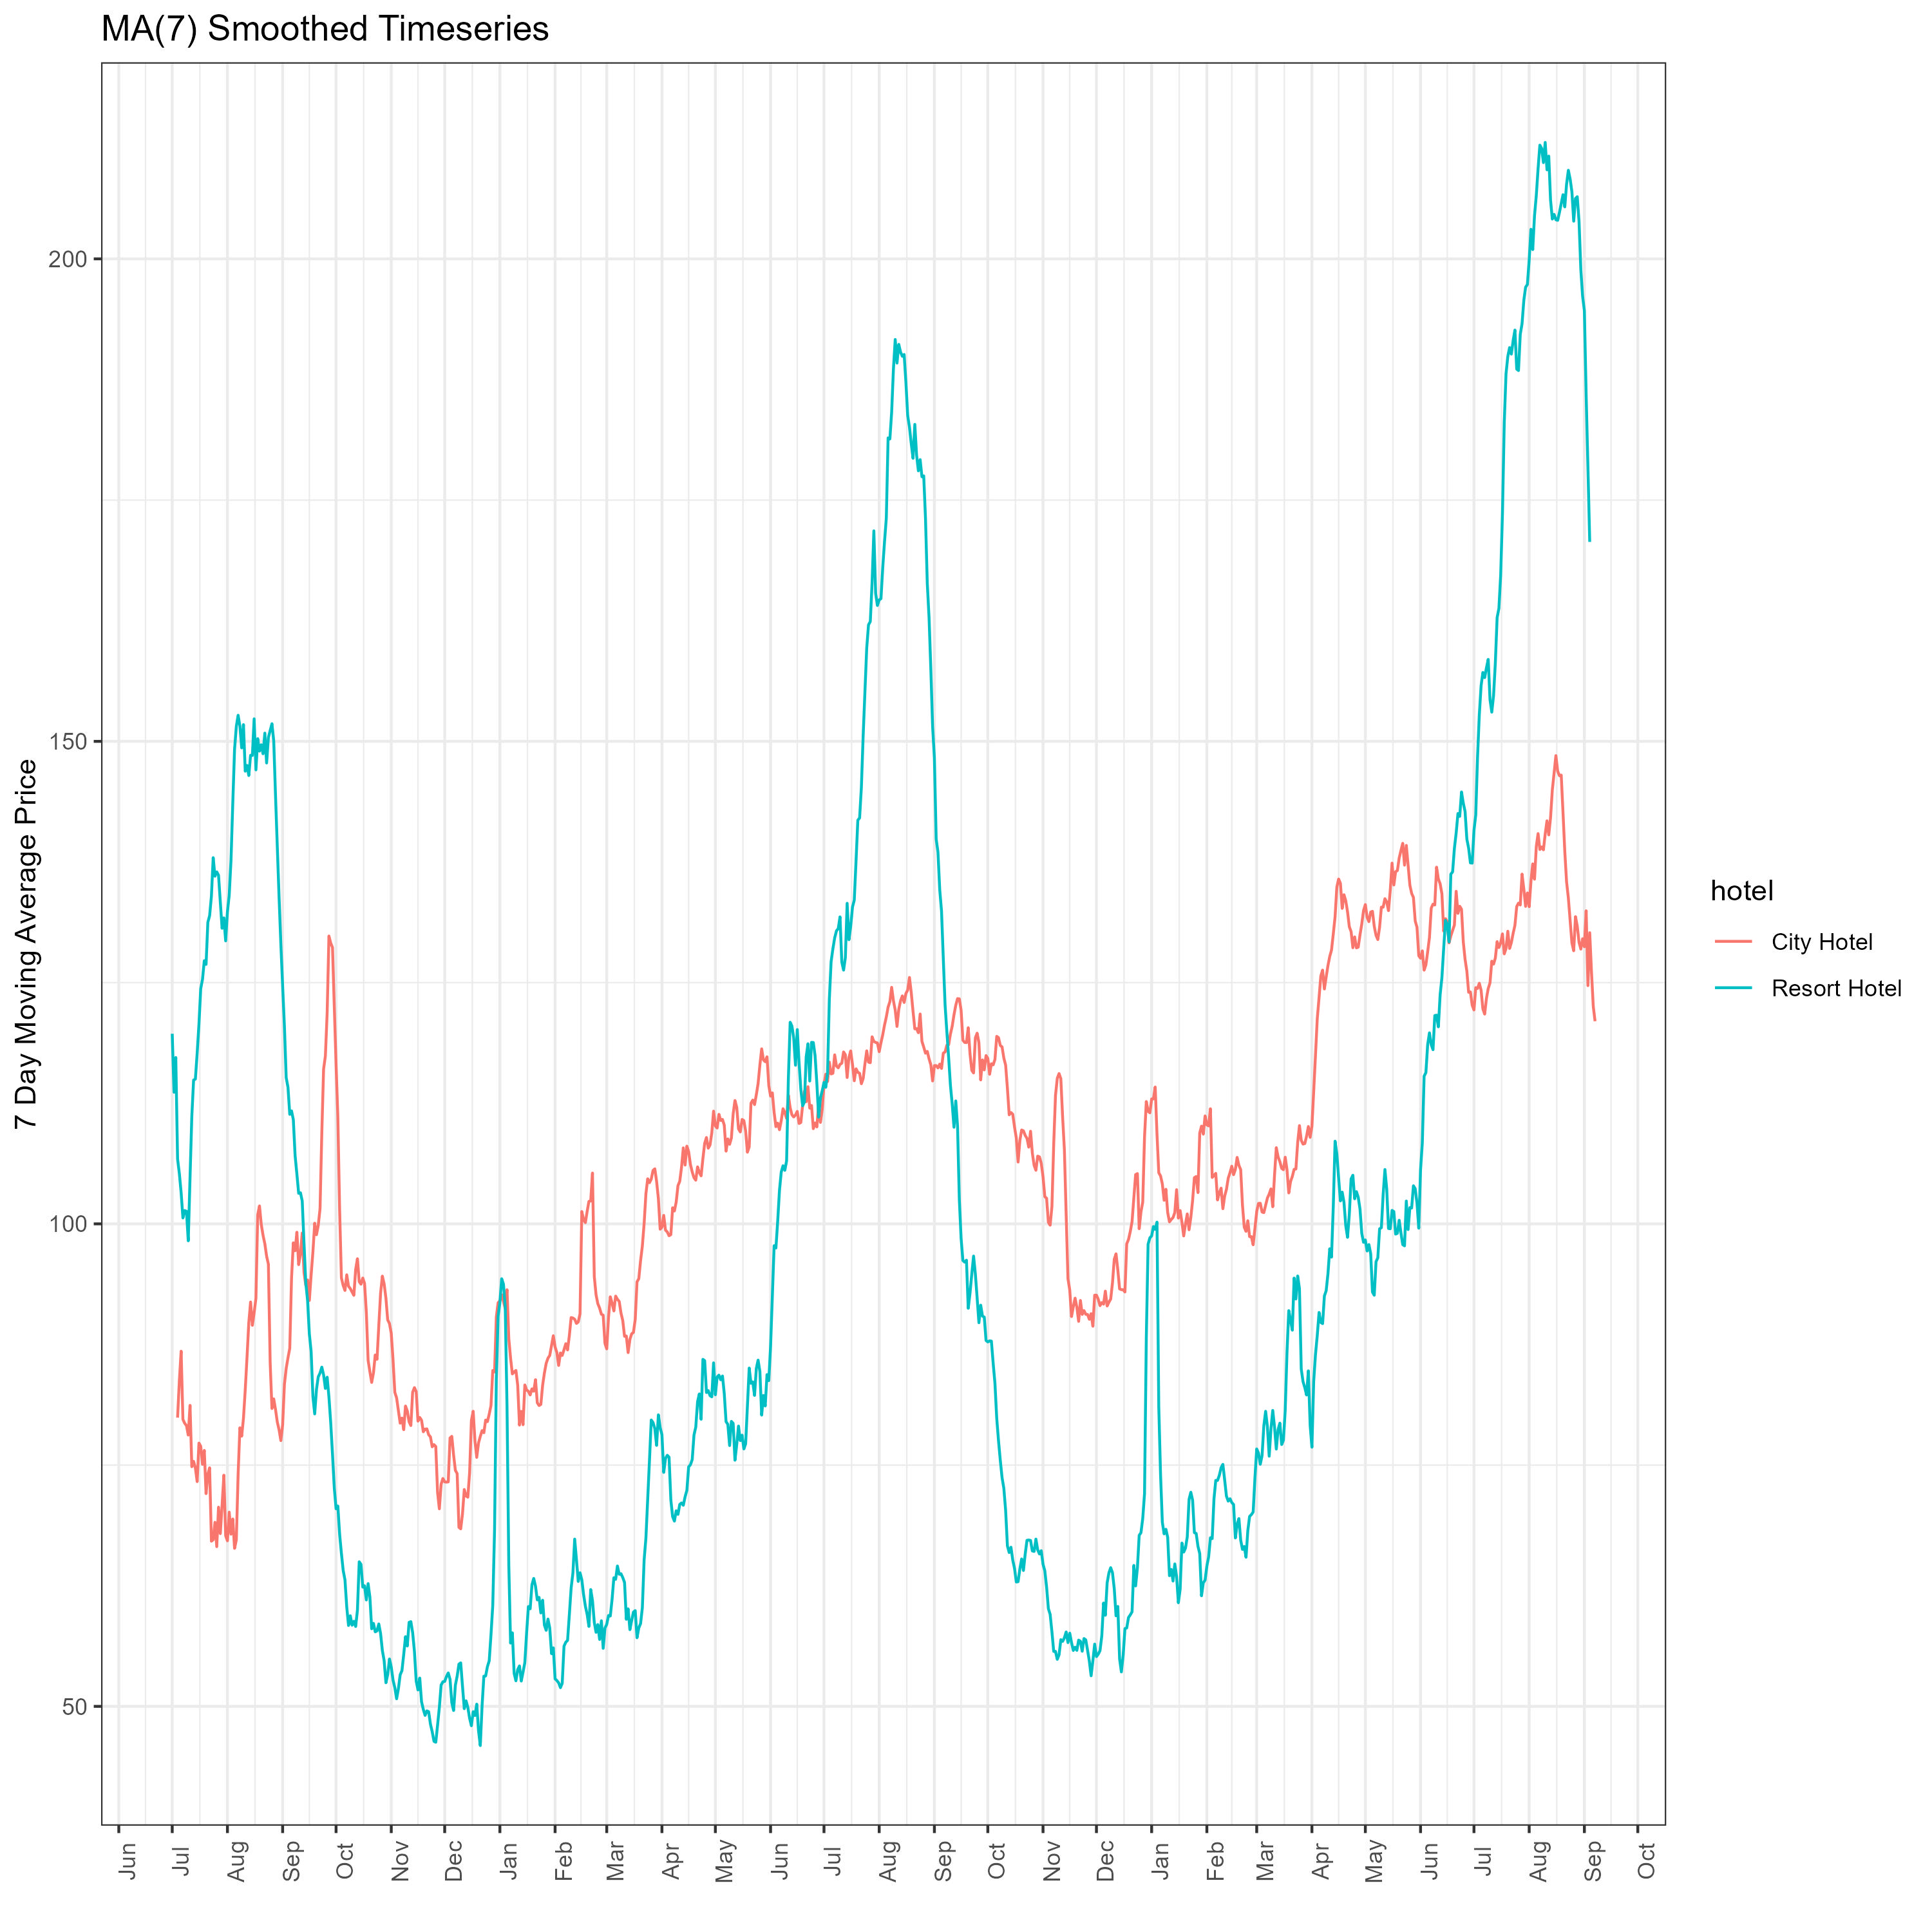 MA(7) Smoothed Timeseries
7 Day Moving Average Price
200
150
100
50
Jun
Jul
Aug
Sep
Oct
Nov
Dec
Jan
Feb
Mar
Apr
May
Jun
Jul
Aug
Sep
Oct
Nov
Dec
Jan
Feb
Mar
Apr
May
Jun
Jul
Aug
Sep
Oct
hotel
City Hotel
Resort Hotel